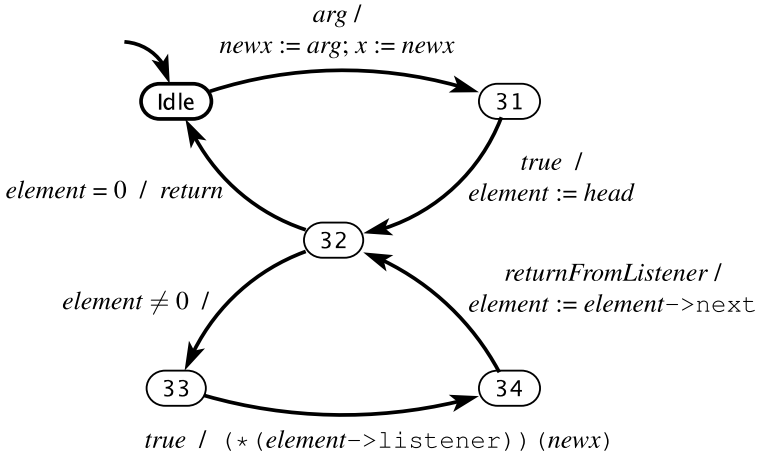 arg /
newx := arg; x := newx
Idle
31
true /
element := head
element = 0 / return
32
returnFromListener /
element ≠ 0 /
element := element->next
33
34
true / (*(element->listener))(newx)